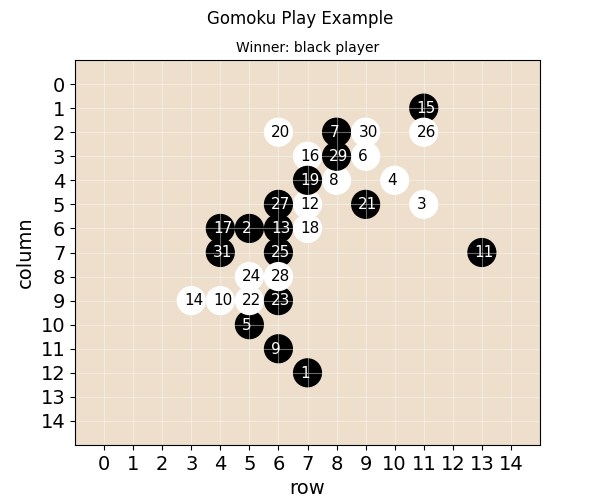 Gomoku Play Example
Winner: black player
0
1 15
2 20 7 30 26
3 16 29 6
4 19 8 4
5 27 12 21 3
6 17 2 13 18
7 31 25 11
8 24 28
9 14 10 22 23
10 5
11 9
12 1
13
14
column
0 1 2 3 4 5 6 7 8 9 10 11 12 13 14
row